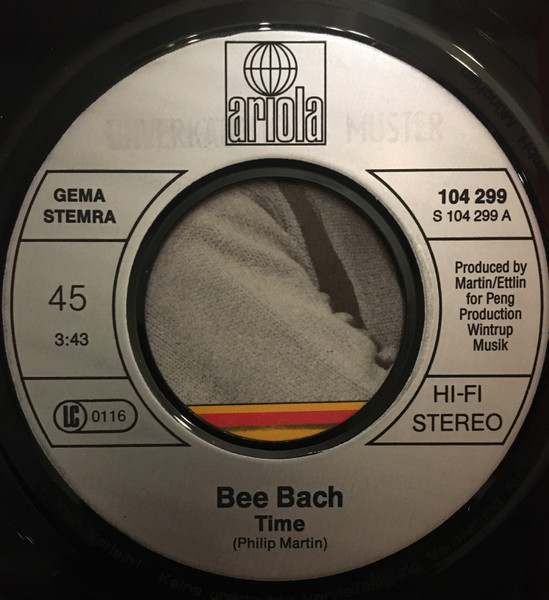 ariola
MUSTER
GEMA
STEMRA
45
3:43
LC 0116
104 299
S 104 299 A
Produced by
Martin/Ettlin
for Peng
Production
Wintrup
Musik
HI-FI
STEREO
Bee Bach
Time
(Philip Martin)